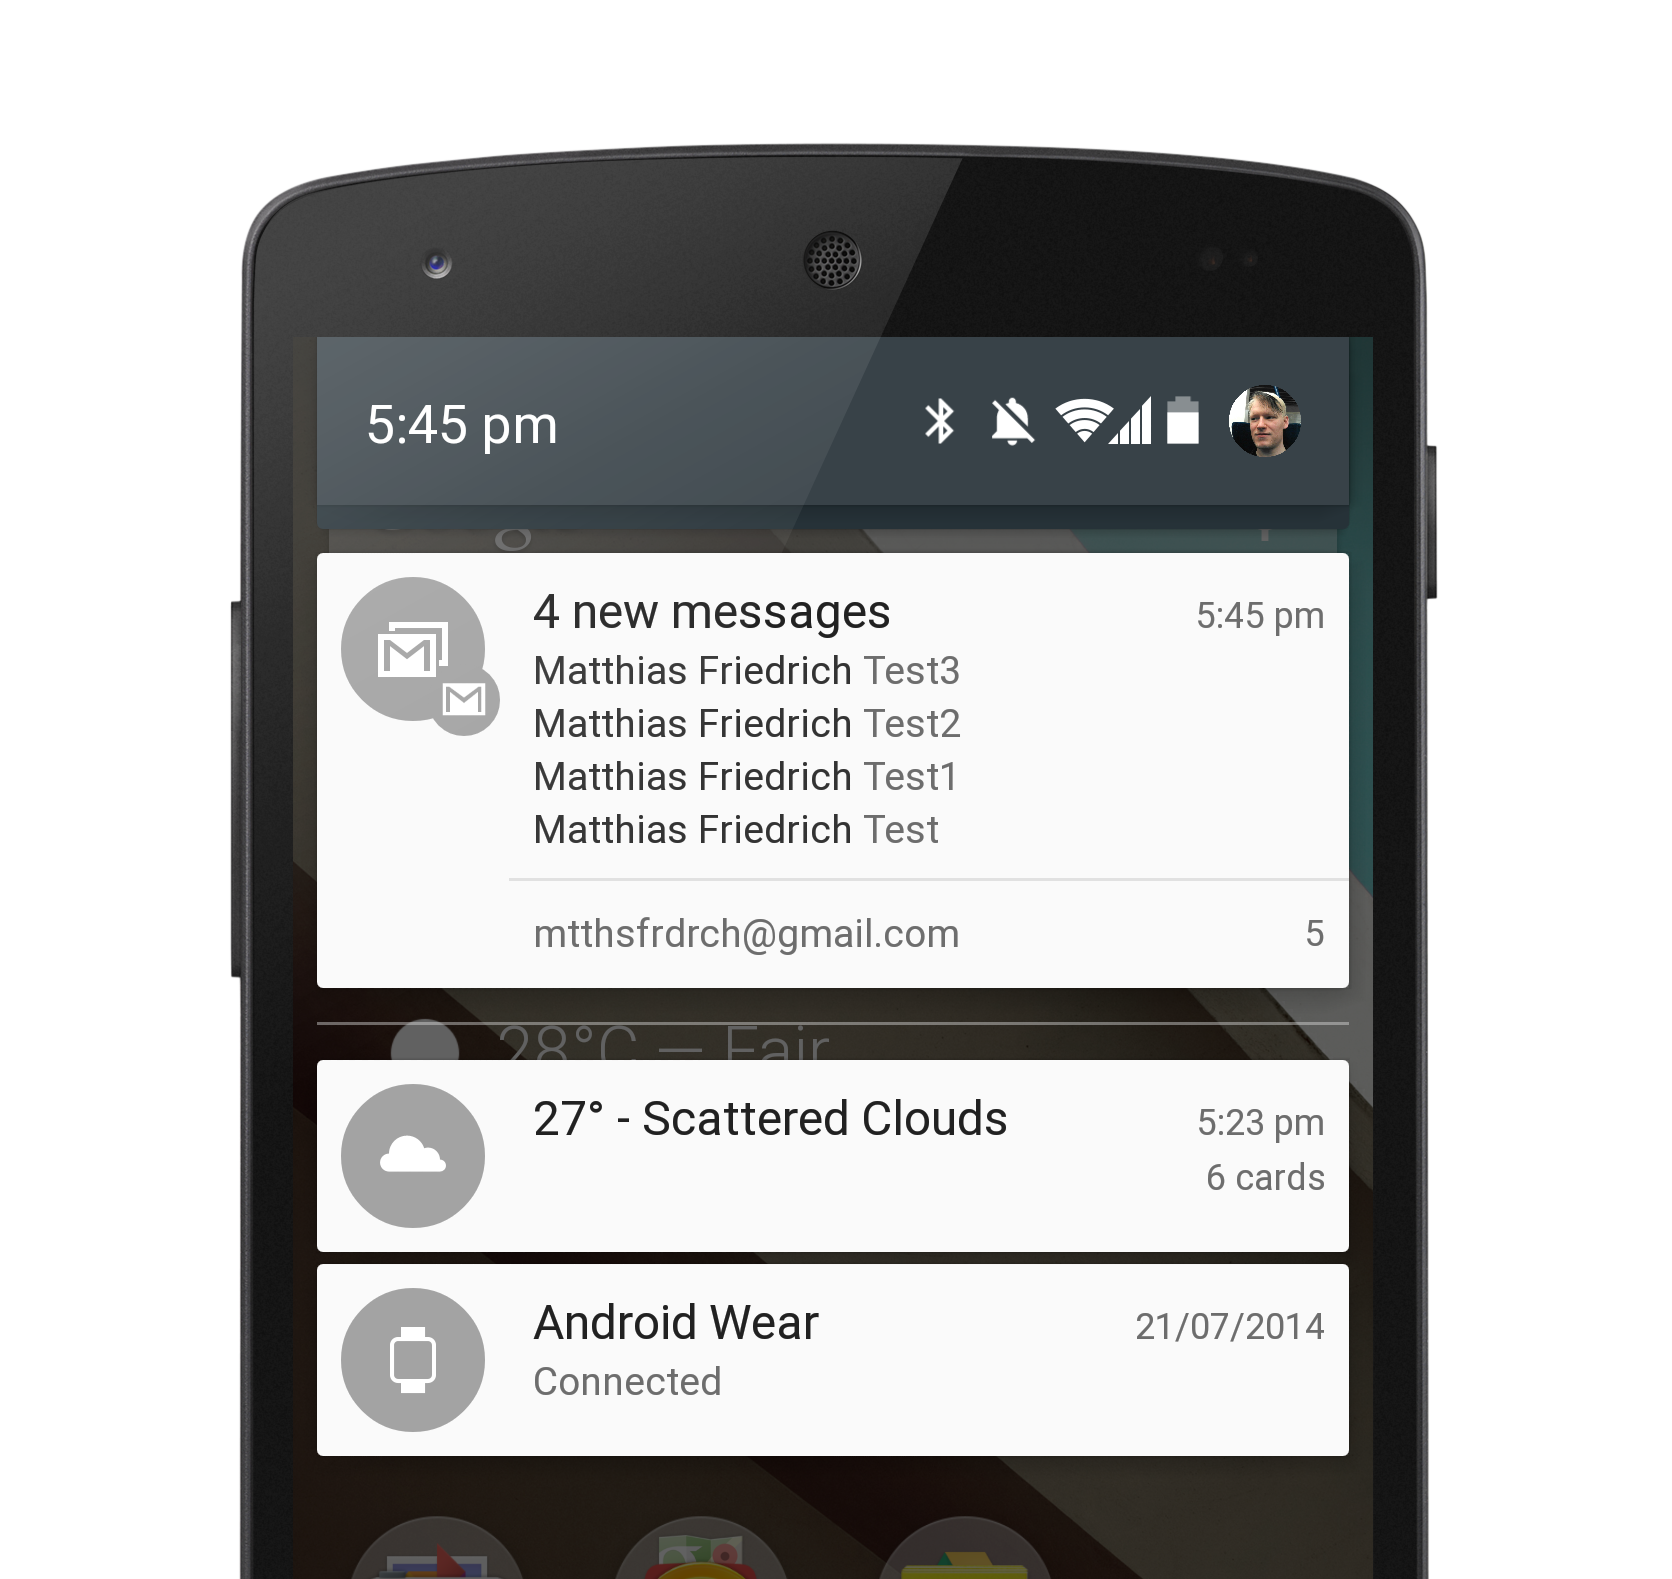 5:45 pm
4 new messages 5:45 pm
Matthias Friedrich Test3
Matthias Friedrich Test2
Matthias Friedrich Test1
Matthias Friedrich Test
mtthsfrdrch@gmail.com 5
28°C — Fair
27° - Scattered Clouds 5:23 pm
6 cards
Android Wear 21/07/2014
Connected